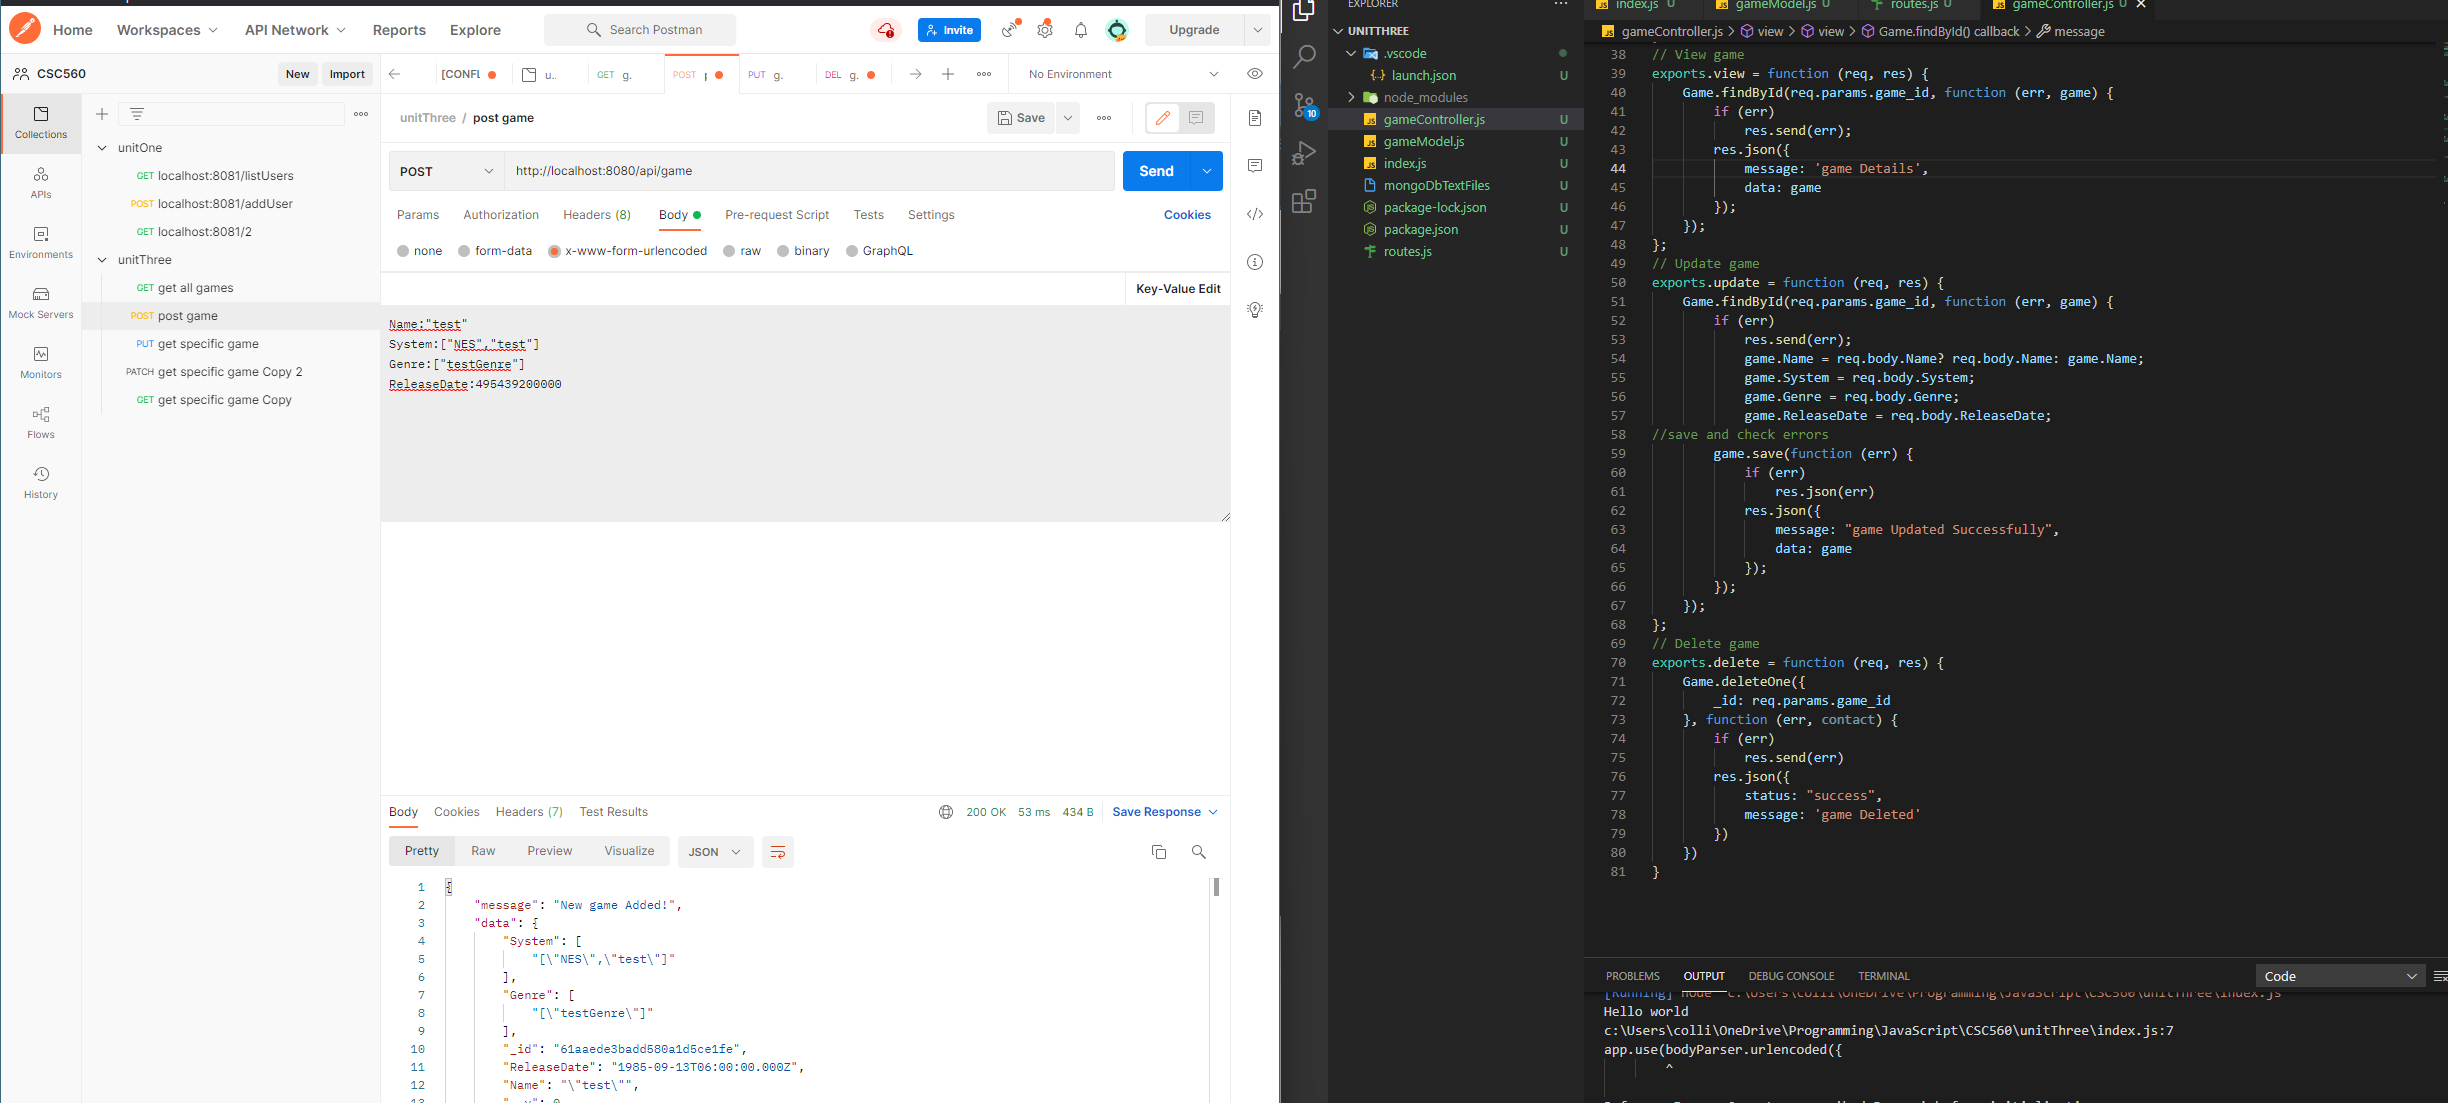 Home Workspaces API Network Reports Explore Search Postman Invite Upgrade
CSC560 New Import
[CONFL u.. GET g. POST PUT g. DEL g. No Environment
Collections
APIs
Environments
Mock Servers
Monitors
Flows
History
unitOne
GET localhost:8081/listUsers
POST localhost:8081/addUser
GET localhost:8081/2
unitThree
GET get all games
POST post game
PUT get specific game
PATCH get specific game Copy 2
GET get specific game Copy
unitThree / post game Save
POST http://localhost:8080/api/game Send
Params Authorization Headers (8) Body Pre-request Script Tests Settings Cookies
none form-data x-www-form-urlencoded raw binary GraphQL
Key-Value Edit
Name:"test"
System:["NES","test"]
Genre:["testGenre"]
ReleaseDate:495439200000
Body Cookies Headers (7) Test Results 200 OK 53 ms 434 B Save Response
Pretty Raw Preview Visualize JSON
1 {
2 "message": "New game Added!",
3 "data": {
4 "System": [
5 "[\"NES\",\"test\"]"
6 ],
7 "Genre": [
8 "[\"testGenre\"]"
9 ],
10 "_id": "61aaede3badd580a1d5ce1fe",
11 "ReleaseDate": "1985-09-13T06:00:00.000Z",
12 "Name": "\"test\"",
EXPLORER
UNITTHREE
.vscode
launch.json U
node_modules
gameController.js U
gameModel.js U
index.js U
mongoDbTextFiles U
package-lock.json U
package.json U
routes.js U
10
index.js U gameModel.js U routes.js U gameController.js U
gameController.js > view > view > Game.findById() callback > message
38 // View game
39 exports.view = function (req, res) {
40 Game.findById(req.params.game_id, function (err, game) {
41 if (err)
42 res.send(err);
43 res.json({
44 message: 'game Details',
45 data: game
46 });
47 });
48 };
49 // Update game
50 exports.update = function (req, res) {
51 Game.findById(req.params.game_id, function (err, game) {
52 if (err)
53 res.send(err);
54 game.Name = req.body.Name? req.body.Name: game.Name;
55 game.System = req.body.System;
56 game.Genre = req.body.Genre;
57 game.ReleaseDate = req.body.ReleaseDate;
58 //save and check errors
59 game.save(function (err) {
60 if (err)
61 res.json(err)
62 res.json({
63 message: "game Updated Successfully",
64 data: game
65 });
66 });
67 });
68 };
69 // Delete game
70 exports.delete = function (req, res) {
71 Game.deleteOne({
72 _id: req.params.game_id
73 }, function (err, contact) {
74 if (err)
75 res.send(err)
76 res.json({
77 status: "success",
78 message: 'game Deleted'
79 })
80 })
81 }
PROBLEMS OUTPUT DEBUG CONSOLE TERMINAL Code
[Running] node "c:\Users\colli\OneDrive\Programming\JavaScript\CSC560\unitThree\index.js"
Hello world
c:\Users\colli\OneDrive\Programming\JavaScript\CSC560\unitThree\index.js:7
app.use(bodyParser.urlencoded({
^